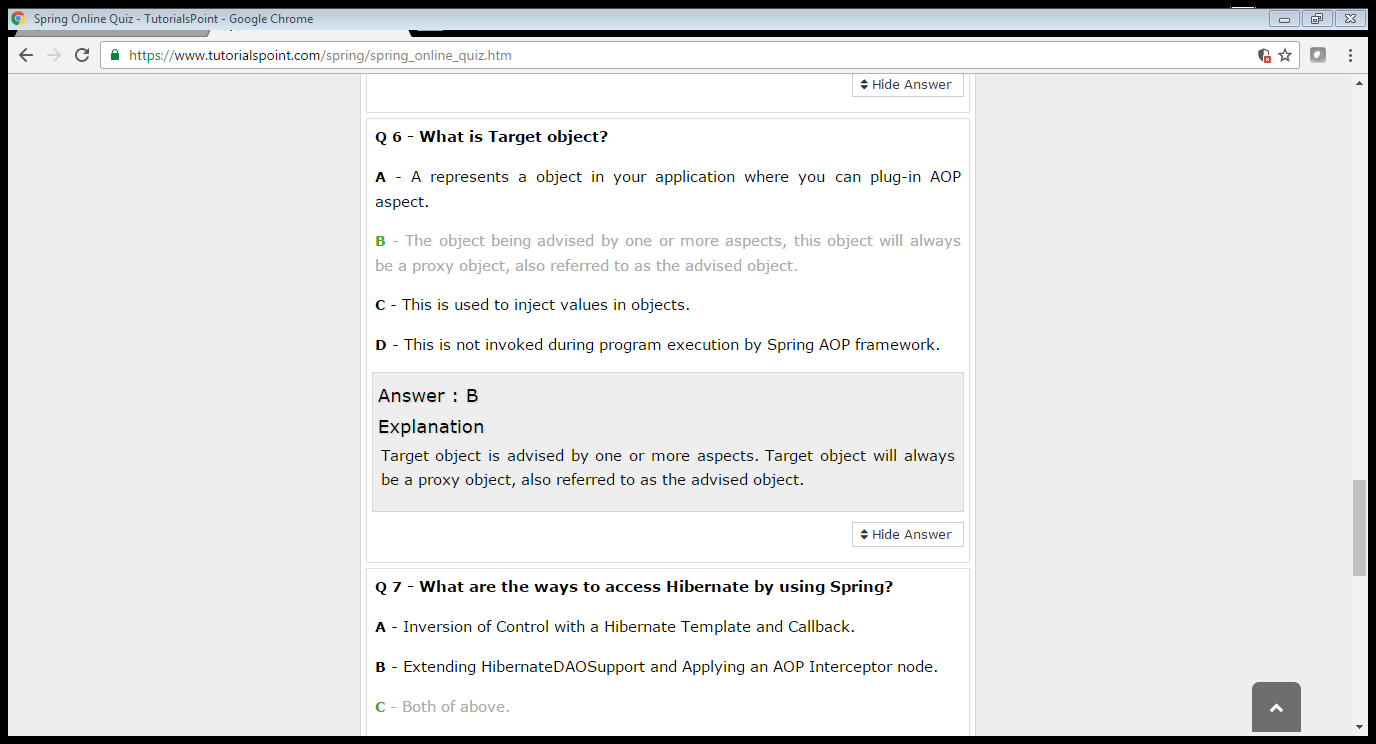 Spring Online Quiz - TutorialsPoint - Google Chrome
https://www.tutorialspoint.com/spring/spring_online_quiz.htm
Hide Answer
Q 6 - What is Target object?
A - A represents a object in your application where you can plug-in AOP
aspect.
B - The object being advised by one or more aspects, this object will always
be a proxy object, also referred to as the advised object.
C - This is used to inject values in objects.
D - This is not invoked during program execution by Spring AOP framework.
Answer : B
Explanation
Target object is advised by one or more aspects. Target object will always
be a proxy object, also referred to as the advised object.
Hide Answer
Q 7 - What are the ways to access Hibernate by using Spring?
A - Inversion of Control with a Hibernate Template and Callback.
B - Extending HibernateDAOSupport and Applying an AOP Interceptor node.
C - Both of above.